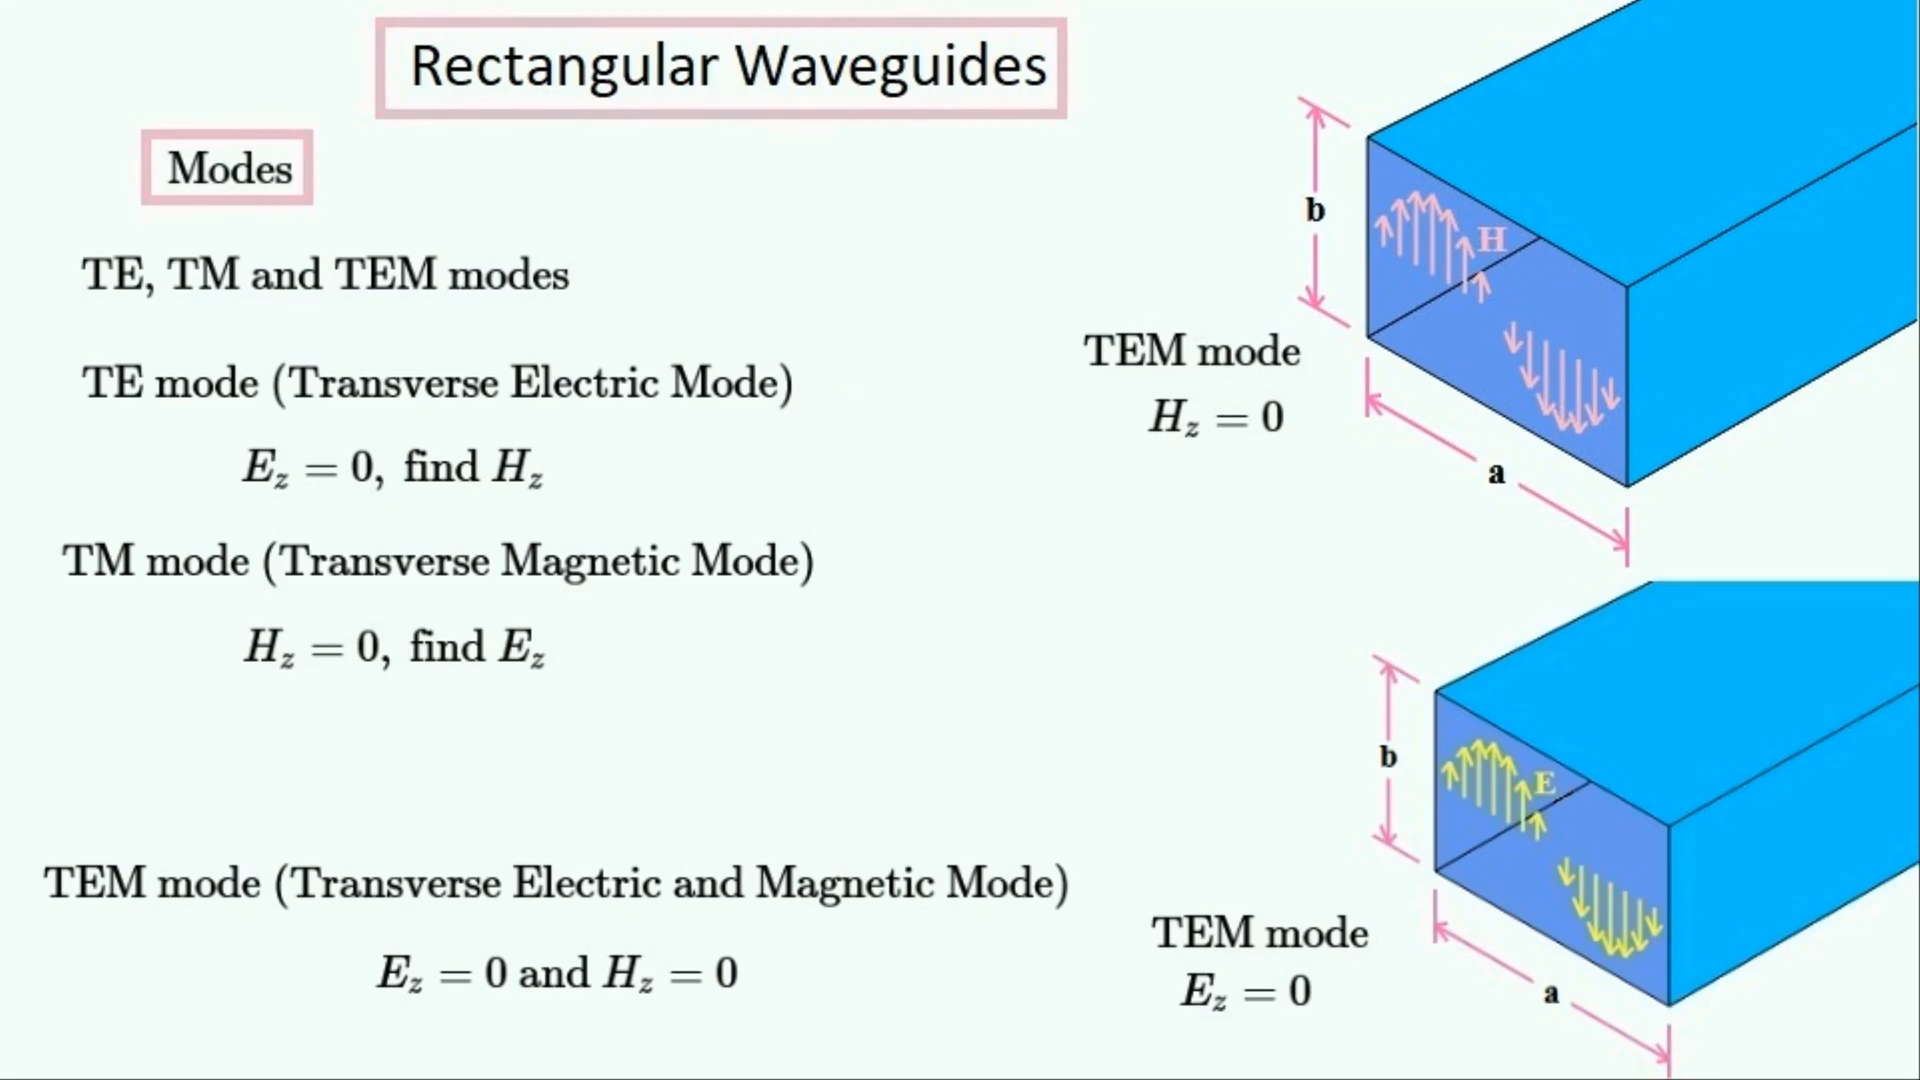 Rectangular Waveguides
Modes
TE, TM and TEM modes
TE mode (Transverse Electric Mode)
E_z = 0, find H_z
TM mode (Transverse Magnetic Mode)
H_z = 0, find E_z
TEM mode (Transverse Electric and Magnetic Mode)
E_z = 0 and H_z = 0
b
H
TEM mode
H_z = 0
a
b
E
TEM mode
E_z = 0
a